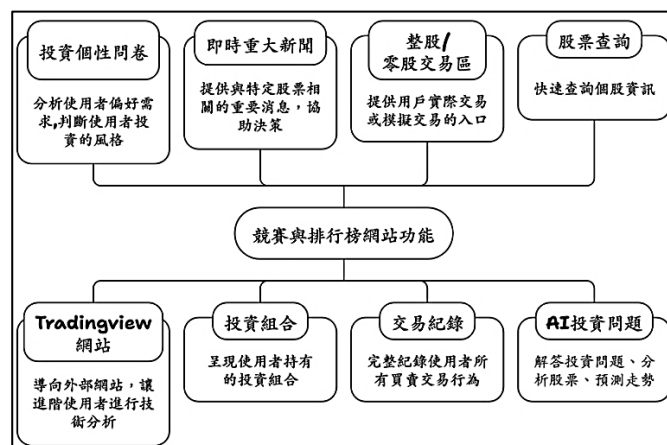 投資個性問卷
分析使用者偏好需
求,判斷使用者投
資的風格
即時重大新聞
提供與特定股票相
關的重要消息，協
助決策
整股/
零股交易區
提供用戶實際交易
或模擬交易的入口
股票查詢
快速查詢個股資訊
競賽與排行榜網站功能
Tradingview
網站
導向外部網站，讓
進階使用者進行技
術分析
投資組合
呈現使用者持有
的投資組合
交易紀錄
完整紀錄使用者所
有買賣交易行為
AI投資問題
解答投資問題、分
析股票、預測走勢